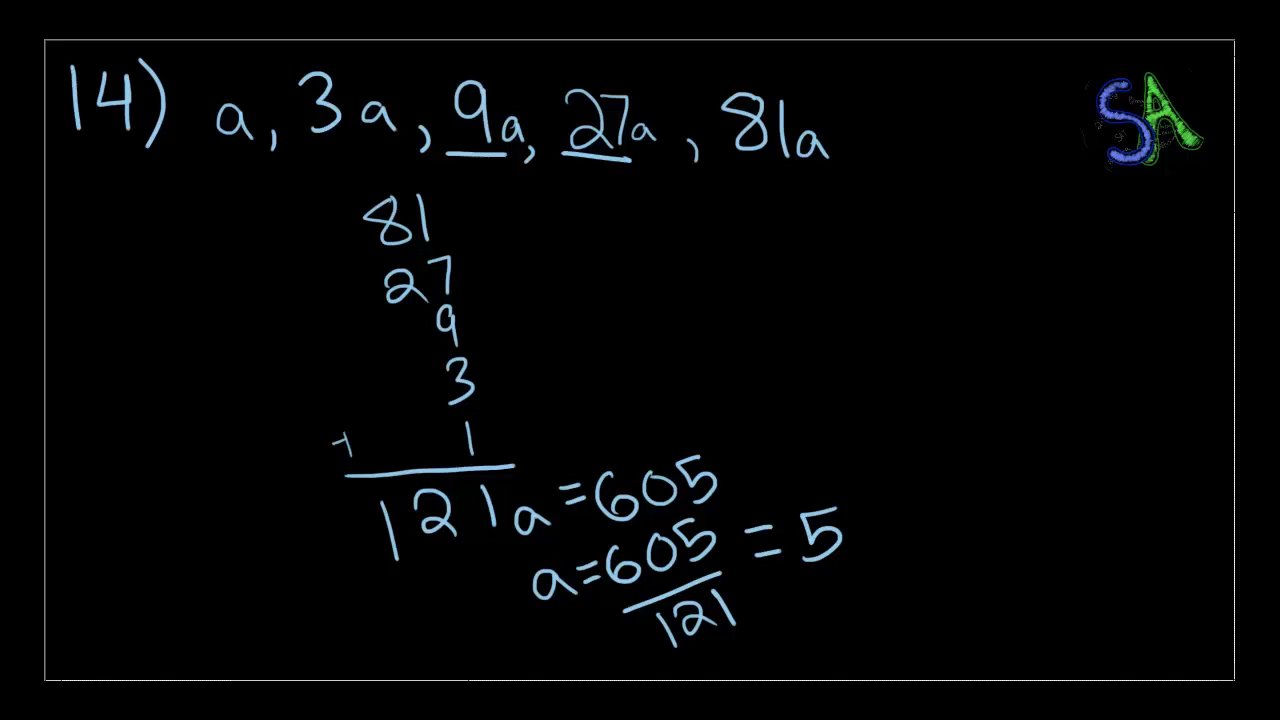 14) a, 3a, 9a, 27a, 81a
SA
81
27
9
3
+ 1
121a = 605
a = 605/121 = 5